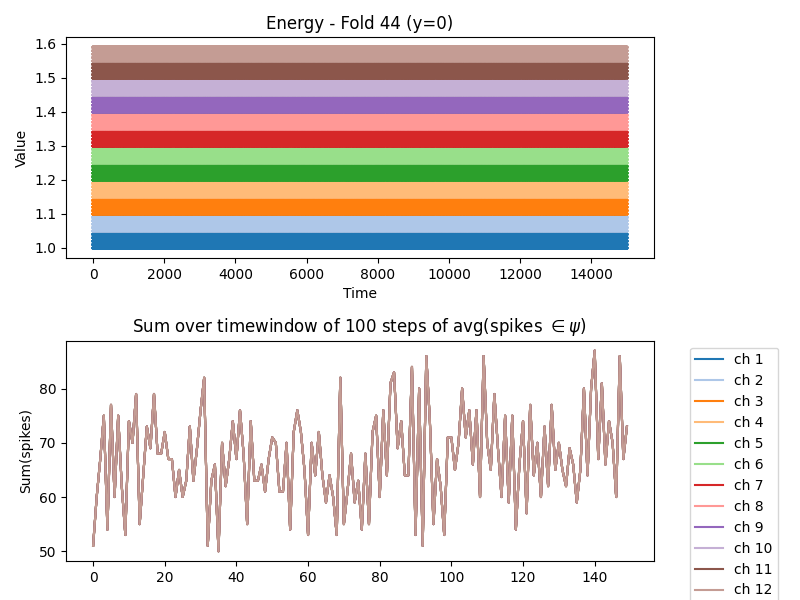 Energy - Fold 44 (y=0)
1.6
1.5
1.4
1.3
1.2
1.1
1.0
Value
0 2000 4000 6000 8000 10000 12000 14000
Time
Sum over timewindow of 100 steps of avg(spikes ∈ ψ)
80
70
60
50
Sum(spikes)
0 20 40 60 80 100 120 140
ch 1
ch 2
ch 3
ch 4
ch 5
ch 6
ch 7
ch 8
ch 9
ch 10
ch 11
ch 12